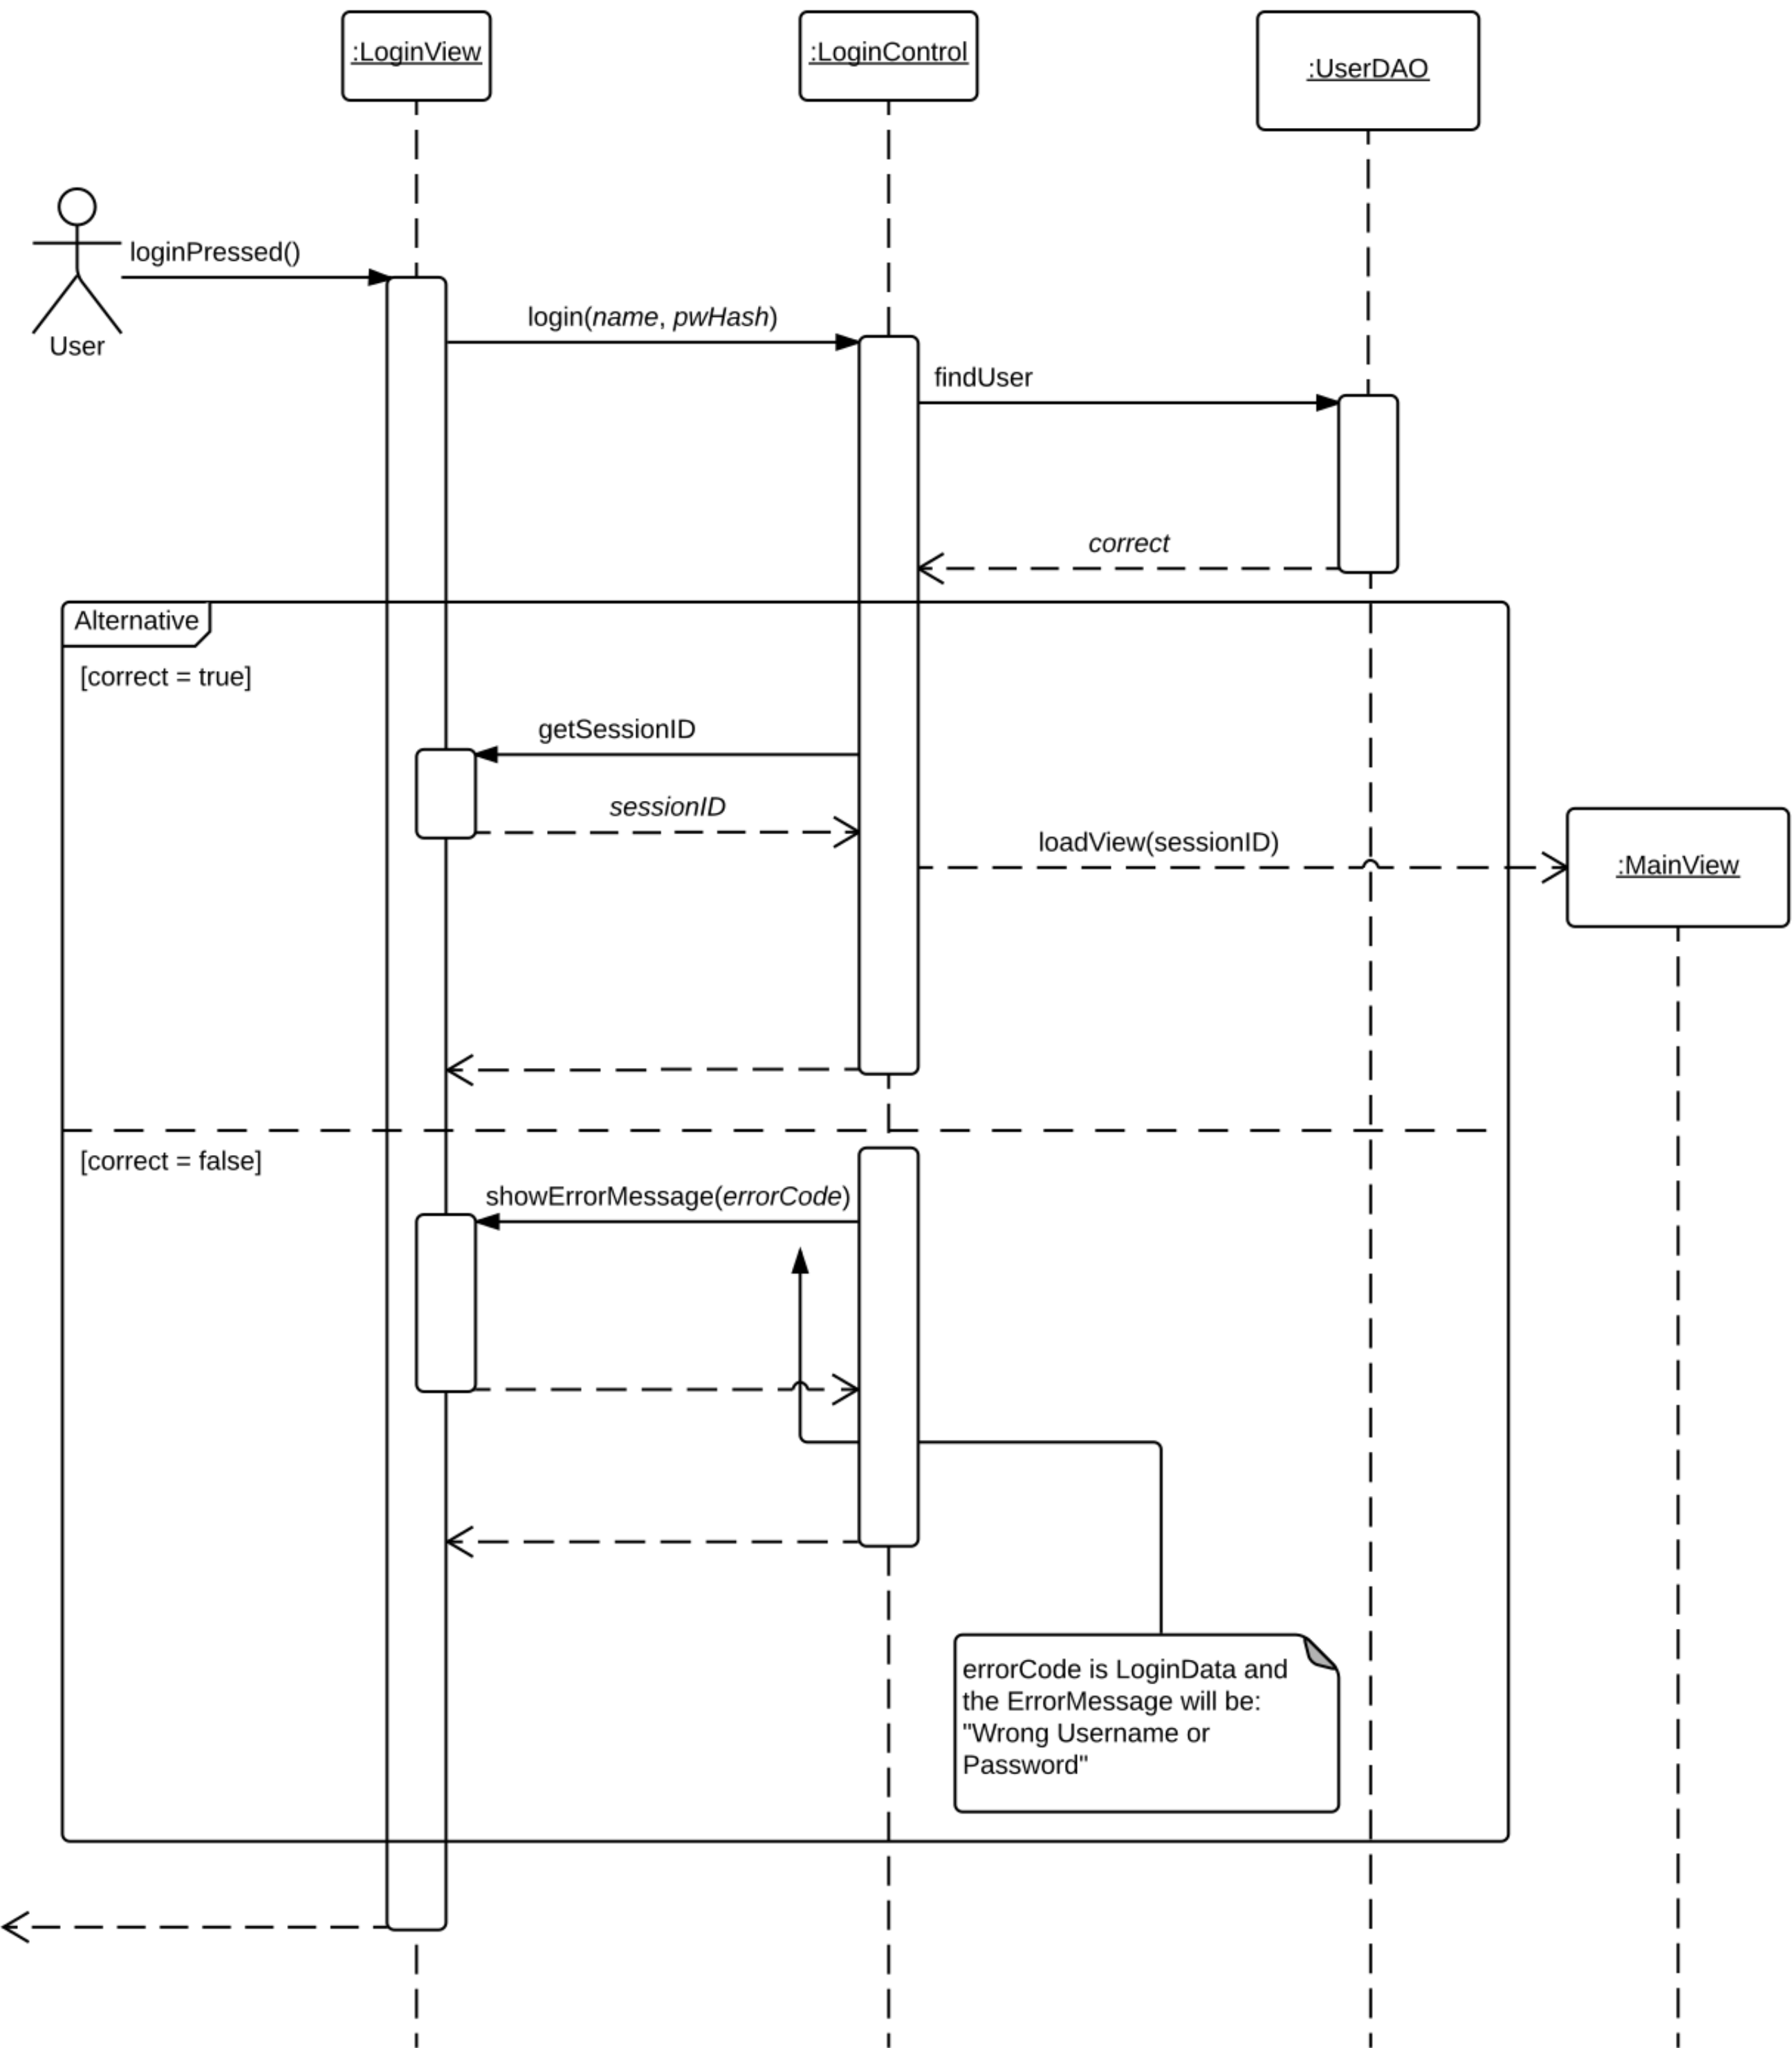 :LoginView
:LoginControl
:UserDAO
loginPressed()
User
login(name, pwHash)
findUser
correct
Alternative
[correct = true]
getSessionID
sessionID
loadView(sessionID)
:MainView
[correct = false]
showErrorMessage(errorCode)
errorCode is LoginData and
the ErrorMessage will be:
"Wrong Username or
Password"